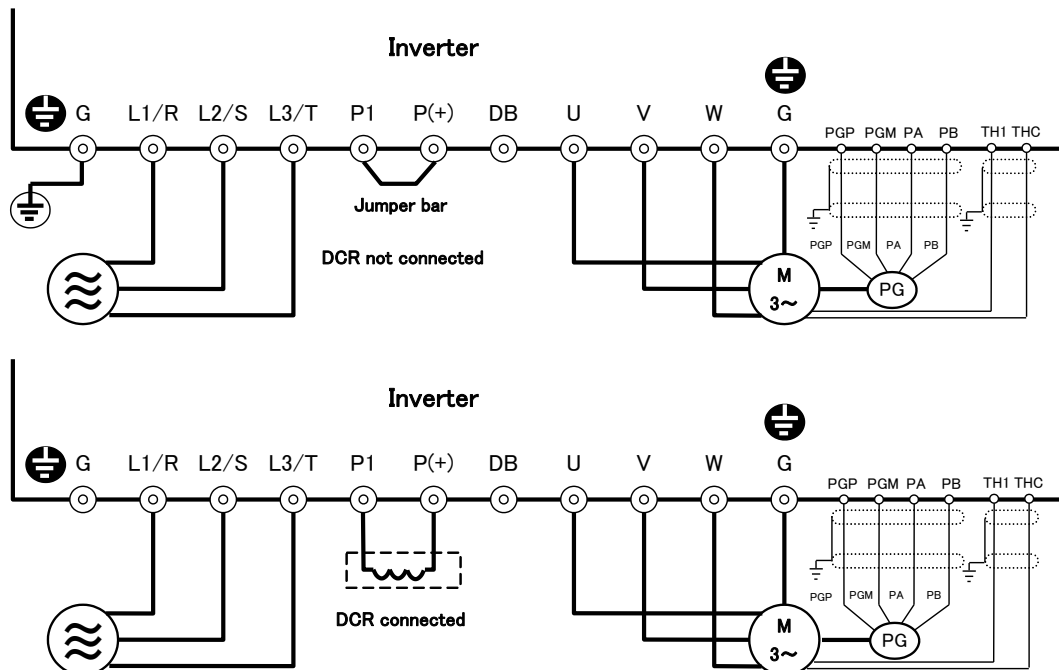 Inverter
G L1/R L2/S L3/T P1 P(+) DB U V W G PGP PGM PA PB TH1 THC
Jumper bar
DCR not connected
PGP PGM PA PB
M
3～
PG
Inverter
G L1/R L2/S L3/T P1 P(+) DB U V W G PGP PGM PA PB TH1 THC
DCR connected
PGP PGM PA PB
M
3～
PG